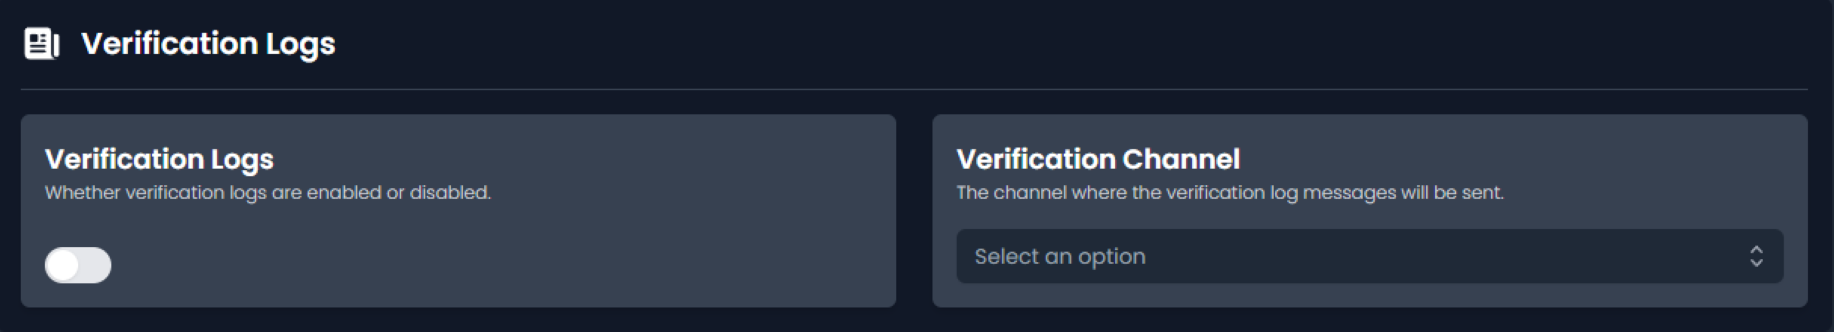 Verification Logs
Verification Logs
Whether verification logs are enabled or disabled.
Verification Channel
The channel where the verification log messages will be sent.
Select an option